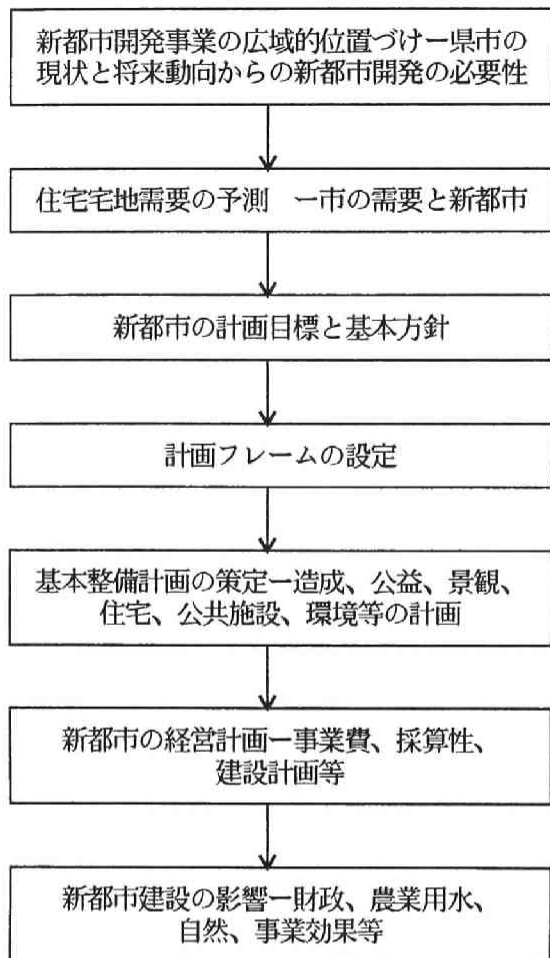 新都市開発事業の広域的位置づけー県市の
現状と将来動向からの新都市開発の必要性
住宅宅地需要の予測　ー市の需要と新都市
新都市の計画目標と基本方針
計画フレームの設定
基本整備計画の策定ー造成、公益、景観、
住宅、公共施設、環境等の計画
新都市の経営計画ー事業費、採算性、
建設計画等
新都市建設の影響ー財政、農業用水、
自然、事業効果等